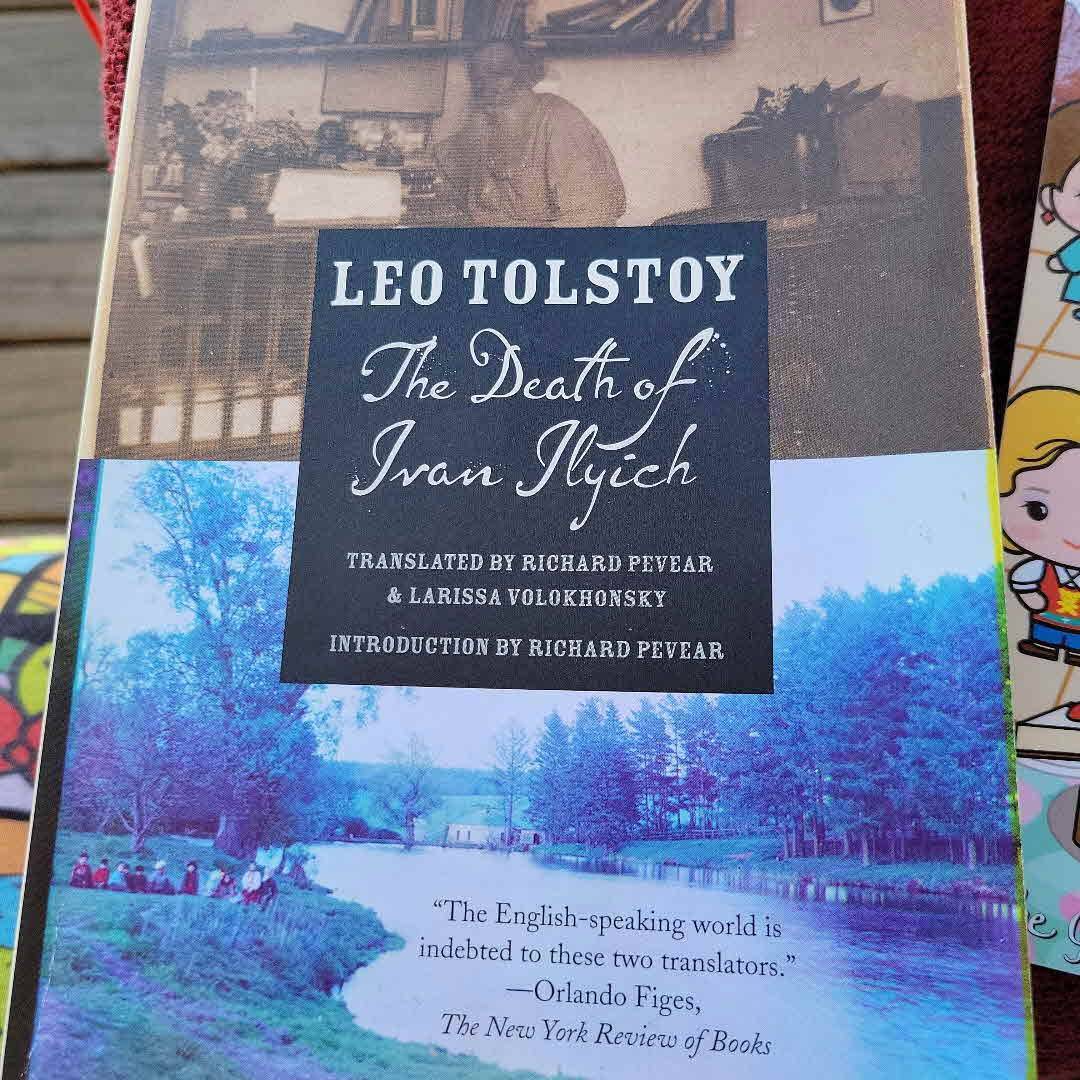 LEO TOLSTOY
The Death of
Ivan Ilyich
TRANSLATED BY RICHARD PEVEAR
& LARISSA VOLOKHONSKY
INTRODUCTION BY RICHARD PEVEAR
“The English-speaking world is
indebted to these two translators.”
—Orlando Figes,
The New York Review of Books